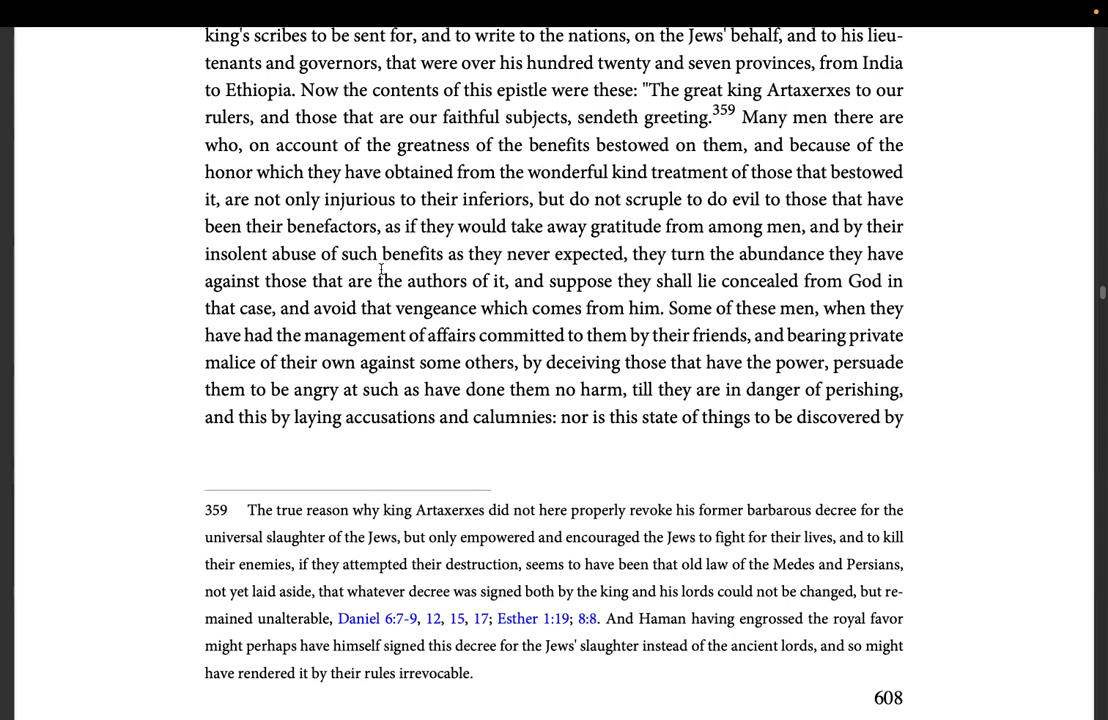 king's scribes to be sent for, and to write to the nations, on the Jews' behalf, and to his lieu-
tenants and governors, that were over his hundred twenty and seven provinces, from India
to Ethiopia. Now the contents of this epistle were these: "The great king Artaxerxes to our
rulers, and those that are our faithful subjects, sendeth greeting.359 Many men there are
who, on account of the greatness of the benefits bestowed on them, and because of the
honor which they have obtained from the wonderful kind treatment of those that bestowed
it, are not only injurious to their inferiors, but do not scruple to do evil to those that have
been their benefactors, as if they would take away gratitude from among men, and by their
insolent abuse of such benefits as they never expected, they turn the abundance they have
against those that are the authors of it, and suppose they shall lie concealed from God in
that case, and avoid that vengeance which comes from him. Some of these men, when they
have had the management of affairs committed to them by their friends, and bearing private
malice of their own against some others, by deceiving those that have the power, persuade
them to be angry at such as have done them no harm, till they are in danger of perishing,
and this by laying accusations and calumnies: nor is this state of things to be discovered by
359 The true reason why king Artaxerxes did not here properly revoke his former barbarous decree for the
universal slaughter of the Jews, but only empowered and encouraged the Jews to fight for their lives, and to kill
their enemies, if they attempted their destruction, seems to have been that old law of the Medes and Persians,
not yet laid aside, that whatever decree was signed both by the king and his lords could not be changed, but re-
mained unalterable, Daniel 6:7-9, 12, 15, 17; Esther 1:19; 8:8. And Haman having engrossed the royal favor
might perhaps have himself signed this decree for the Jews' slaughter instead of the ancient lords, and so might
have rendered it by their rules irrevocable.
608